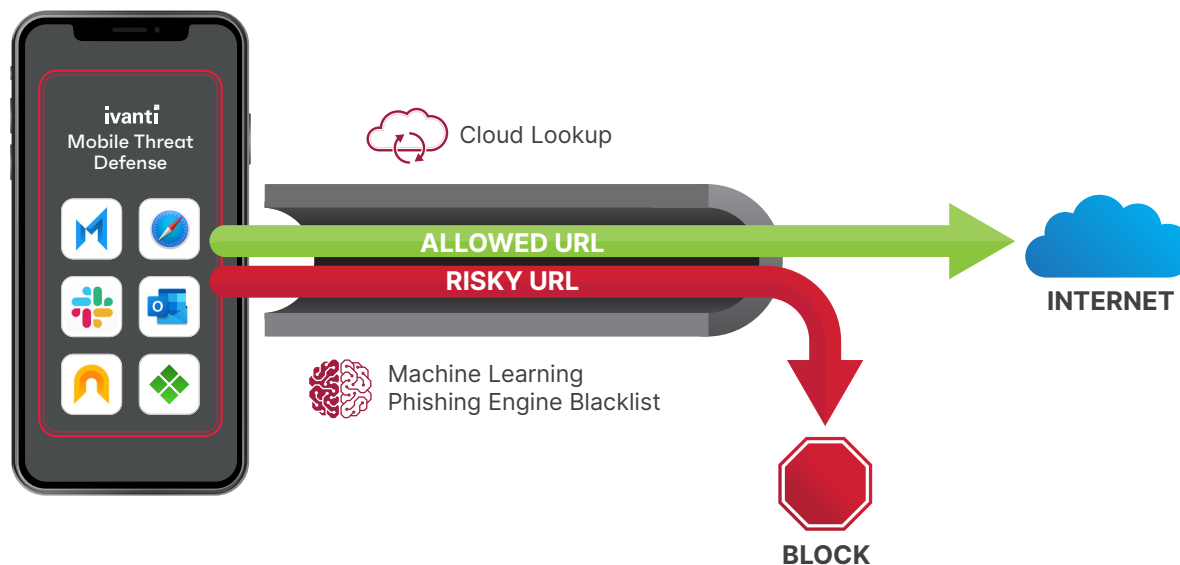 ivanti
Mobile Threat
Defense
Cloud Lookup
ALLOWED URL
RISKY URL
INTERNET
Machine Learning
Phishing Engine Blacklist
BLOCK